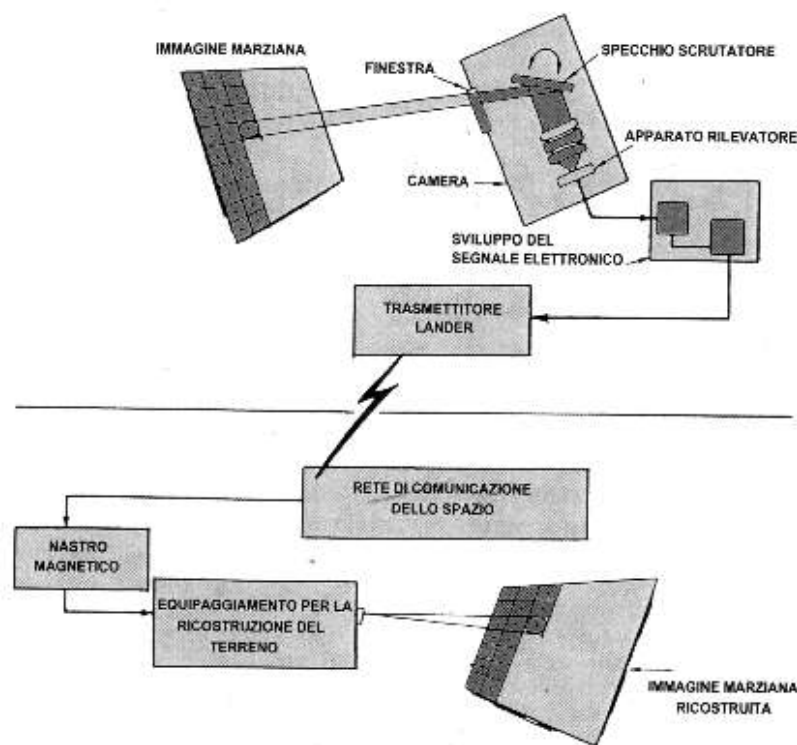 IMMAGINE MARZIANA
SPECCHIO SCRUTATORE
FINESTRA
APPARATO RILEVATORE
CAMERA
SVILUPPO DEL
SEGNALE ELETTRONICO
TRASMETTITORE
LANDER
RETE DI COMUNICAZIONE
DELLO SPAZIO
NASTRO
MAGNETICO
EQUIPAGGIAMENTO PER LA
RICOSTRUZIONE DEL
TERRENO
IMMAGINE MARZIANA
RICOSTRUITA